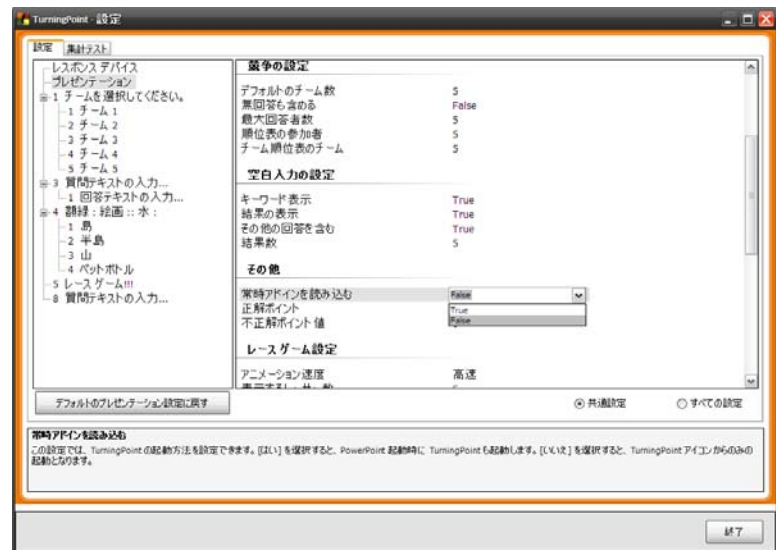 TurningPoint - 設定
設定
集計テスト
レスポンス デバイス
プレゼンテーション
1 チームを選択してください。
1 チーム 1
2 チーム 2
3 チーム 3
4 チーム 4
5 チーム 5
3 質問テキストの入力...
1 回答テキストの入力...
4 額縁 : 絵画 :: 水 :
1 島
2 半島
3 山
4 ペットボトル
5 レースゲーム!!!
8 質問テキストの入力...
競争の設定
デフォルトのチーム数 5
無回答も含める False
最大回答者数 5
順位表の参加者 5
チーム順位表のチーム 5
空白入力の設定
キーワード表示 True
結果の表示 True
その他の回答を含む True
結果数 5
その他
常時アドインを読み込む False
正解ポイント
True
不正解ポイント値
False
レースゲーム設定
アニメーション速度 高速
デフォルトのプレゼンテーション設定に戻す
共通設定
すべての設定
常時アドインを読み込む
この設定では、TurningPoint の起動方法を設定できます。[はい] を選択すると、PowerPoint 起動時に TurningPoint も起動します。[いいえ] を選択すると、TurningPoint アイコンからのみの
起動となります。
終了